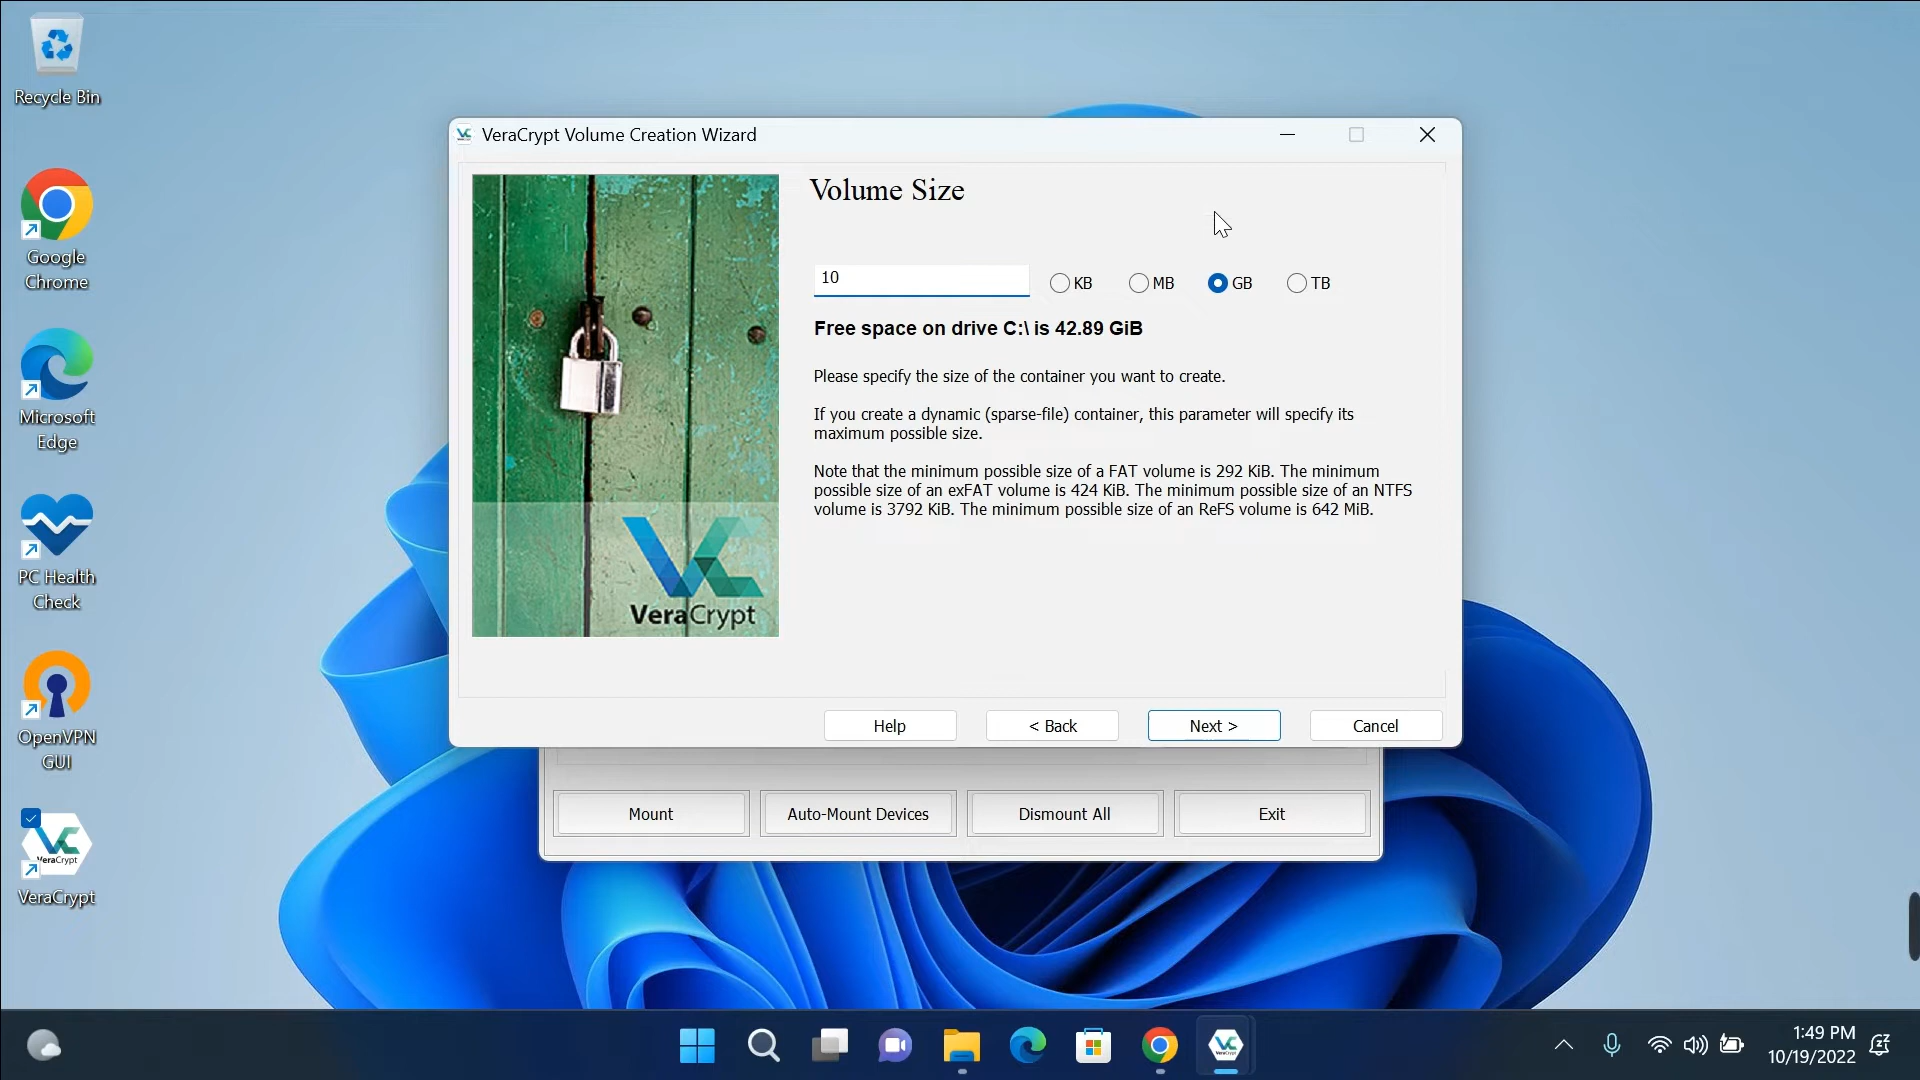 Recycle Bin
Google
Chrome
Microsoft
Edge
PC Health
Check
OpenVPN
GUI
VeraCrypt
VeraCrypt
VeraCrypt Volume Creation Wizard
Volume Size
10
KB
MB
GB
TB
Free space on drive C:\ is 42.89 GiB
Please specify the size of the container you want to create.
If you create a dynamic (sparse-file) container, this parameter will specify its
maximum possible size.
Note that the minimum possible size of a FAT volume is 292 KiB. The minimum
possible size of an exFAT volume is 424 KiB. The minimum possible size of an NTFS
volume is 3792 KiB. The minimum possible size of an ReFS volume is 642 MiB.
VeraCrypt
Help
< Back
Next >
Cancel
Mount
Auto-Mount Devices
Dismount All
Exit
VeraCrypt
1:49 PM
10/19/2022